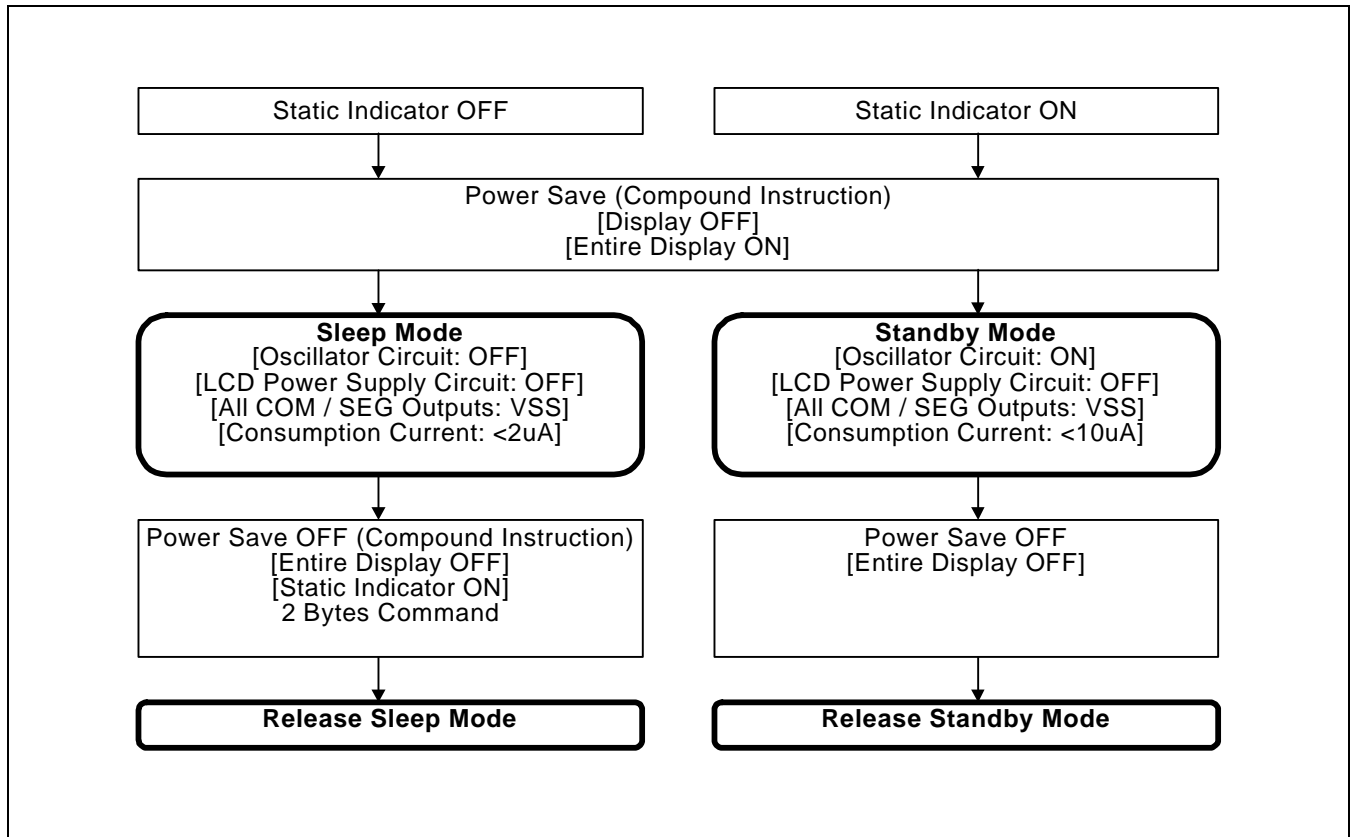 Static Indicator OFF
Static Indicator ON
Power Save (Compound Instruction)
[Display OFF]
[Entire Display ON]
Sleep Mode
[Oscillator Circuit: OFF]
[LCD Power Supply Circuit: OFF]
[All COM / SEG Outputs: VSS]
[Consumption Current: <2uA]
Standby Mode
[Oscillator Circuit: ON]
[LCD Power Supply Circuit: OFF]
[All COM / SEG Outputs: VSS]
[Consumption Current: <10uA]
Power Save OFF (Compound Instruction)
[Entire Display OFF]
[Static Indicator ON]
2 Bytes Command
Power Save OFF
[Entire Display OFF]
Release Sleep Mode
Release Standby Mode